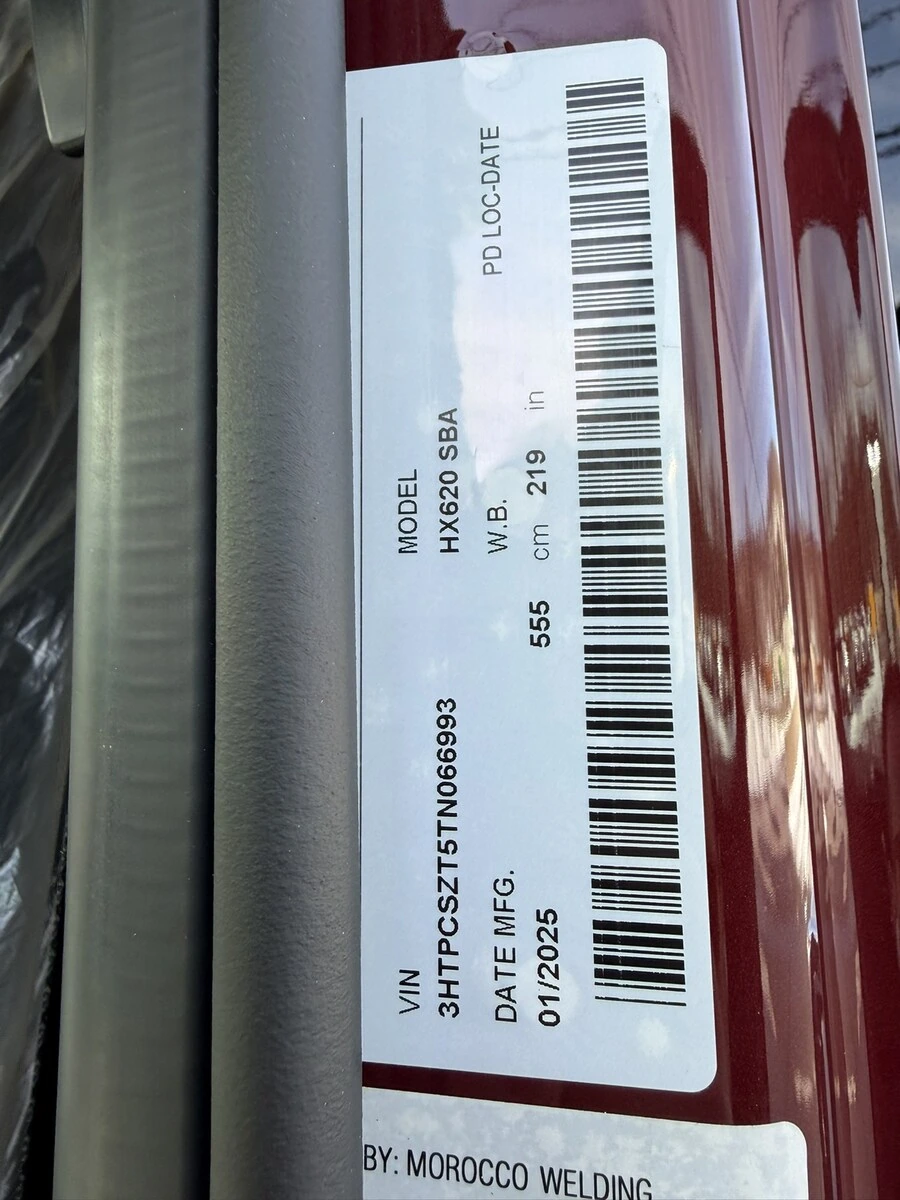 VIN MODEL
3HTPCSZT5TN066993 HX620 SBA
DATE MFG. W.B. PD LOC-DATE
01/2025 555 cm 219 in
BY: MOROCCO WELDING